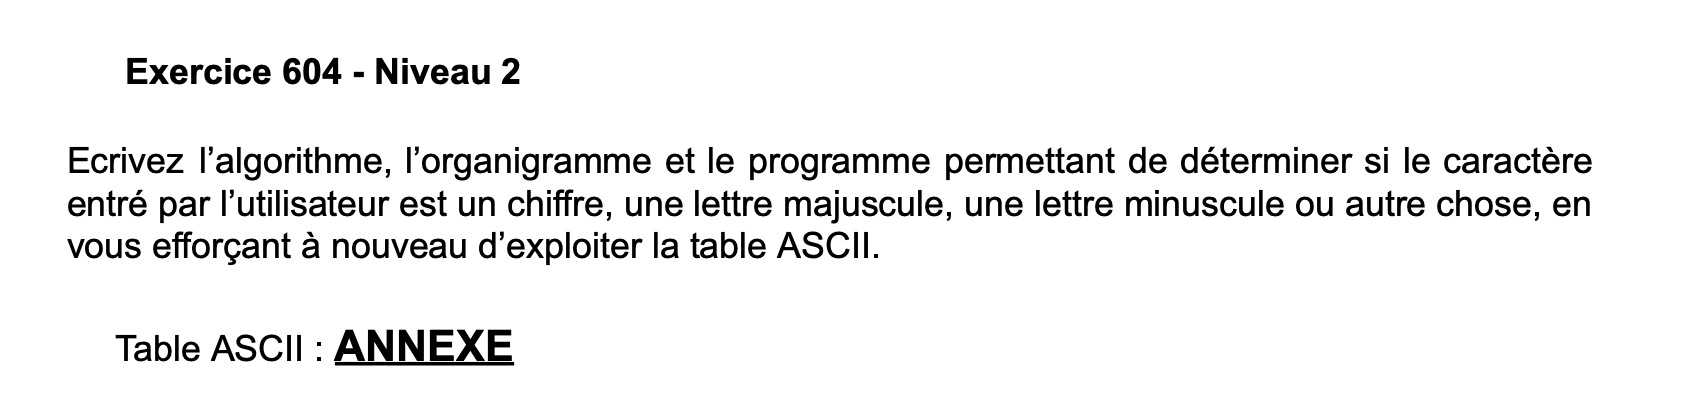 Exercice 604 - Niveau 2
Ecrivez l’algorithme, l’organigramme et le programme permettant de déterminer si le caractère
entré par l’utilisateur est un chiffre, une lettre majuscule, une lettre minuscule ou autre chose, en
vous efforçant à nouveau d’exploiter la table ASCII.
Table ASCII : ANNEXE